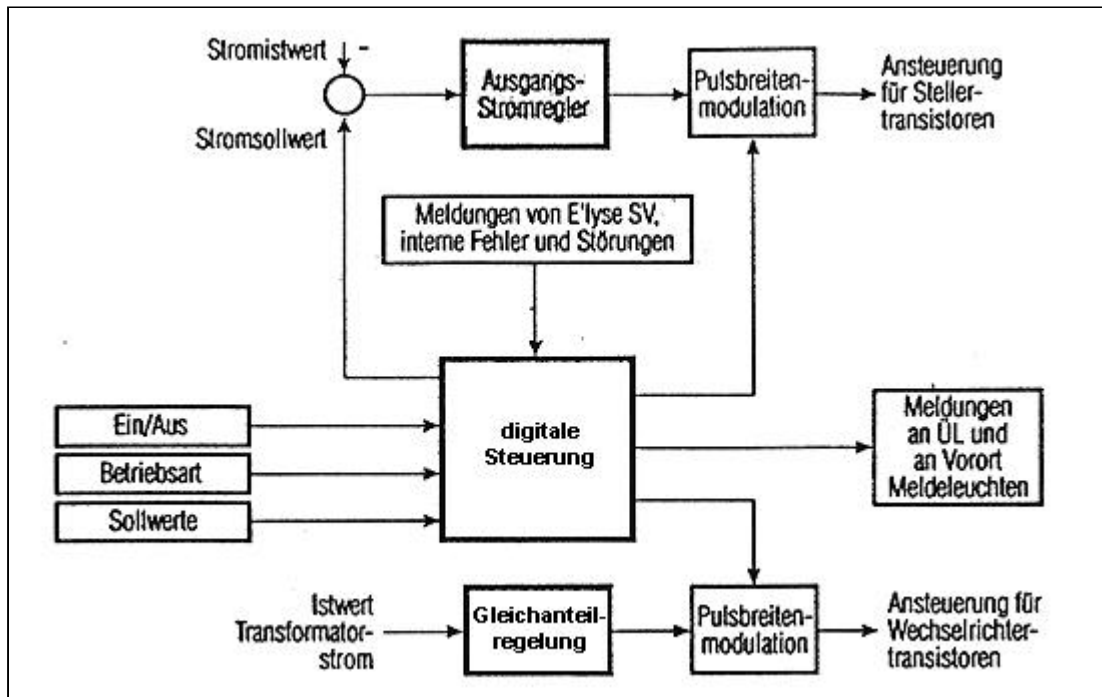 Stromistwert -
Stromsollwert
Ausgangs-
Stromregler
Pulsbreiten-
modulation
Ansteuerung
für Steller-
transistoren
Meldungen von E'lyse SV,
interne Fehler und Störungen
Ein/Aus
Betriebsart
Sollwerte
digitale
Steuerung
Meldungen
an ÜL und
an Vorort
Meldeleuchten
Istwert
Transformator-
strom
Gleichanteil-
regelung
Pulsbreiten-
modulation
Ansteuerung für
Wechselrichter-
transistoren